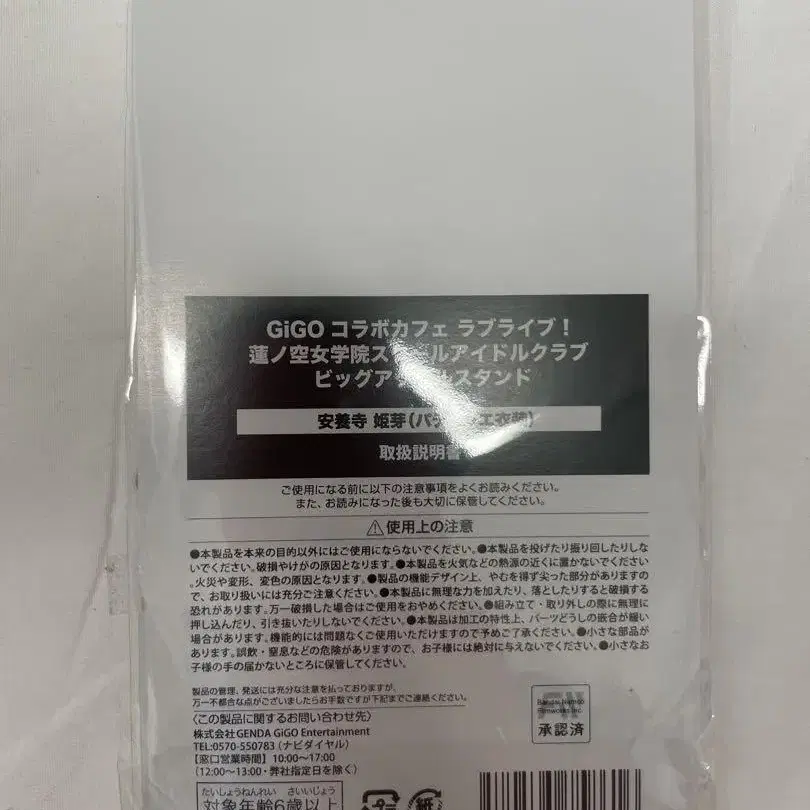 GiGO コラボカフェ ラブライブ！
蓮ノ空女学院ス ールアイドルクラブ
ビッグア スタンド
安養寺 姫芽(パ エ衣装)
取扱説明書
ご使用になる前に以下の注意事項をよくお読みください。
また、お読みになった後も大切に保管してください。
⚠使用上の注意
●本製品を本来の目的以外にはご使用にならないでください。●本製品を投げたり振り回したりしな
いでください。破損やけがの原因となります。●本製品を火気などの熱源の近くに置かないでください
。火災や変形、変色の原因となります。●製品の機能デザイン上、やむを得ず尖った部分がありますの
で、お取り扱いには充分ご注意ください。●本製品に無理な力を加えたり、落としたりすると破損する
恐れがあります。万一破損した場合はご使用をおやめください。●組み立て・取り外しの際に無理に
押し込んだり、引き抜いたりしないでください。●本製品は加工の特性上、パーツどうしの嵌合が緩い
場合があります。機能的には問題なくご使用いただけますので予めご了承ください。●小さな部品が
あります。誤飲・窒息などの危険がありますので、お子様には絶対に与えないでください。●小さなお
子様の手の届かないところに保管してください。
製品の管理、発送には充分な注意を払っておりますが、
万一不都合な点がございましたらお手数ですが下記までご連絡ください。
〈この製品に関するお問い合わせ先〉
株式会社GENDA GiGO Entertainment
TEL:0570-550783 (ナビダイヤル)
【窓口営業時間】10:00〜17:00
(12:00〜13:00・弊社指定日を除く)
Bandai Namco
Filmworks Inc.
承認済
たいしょうねんれい さいいじょう
対象年齢6歳以上
紙